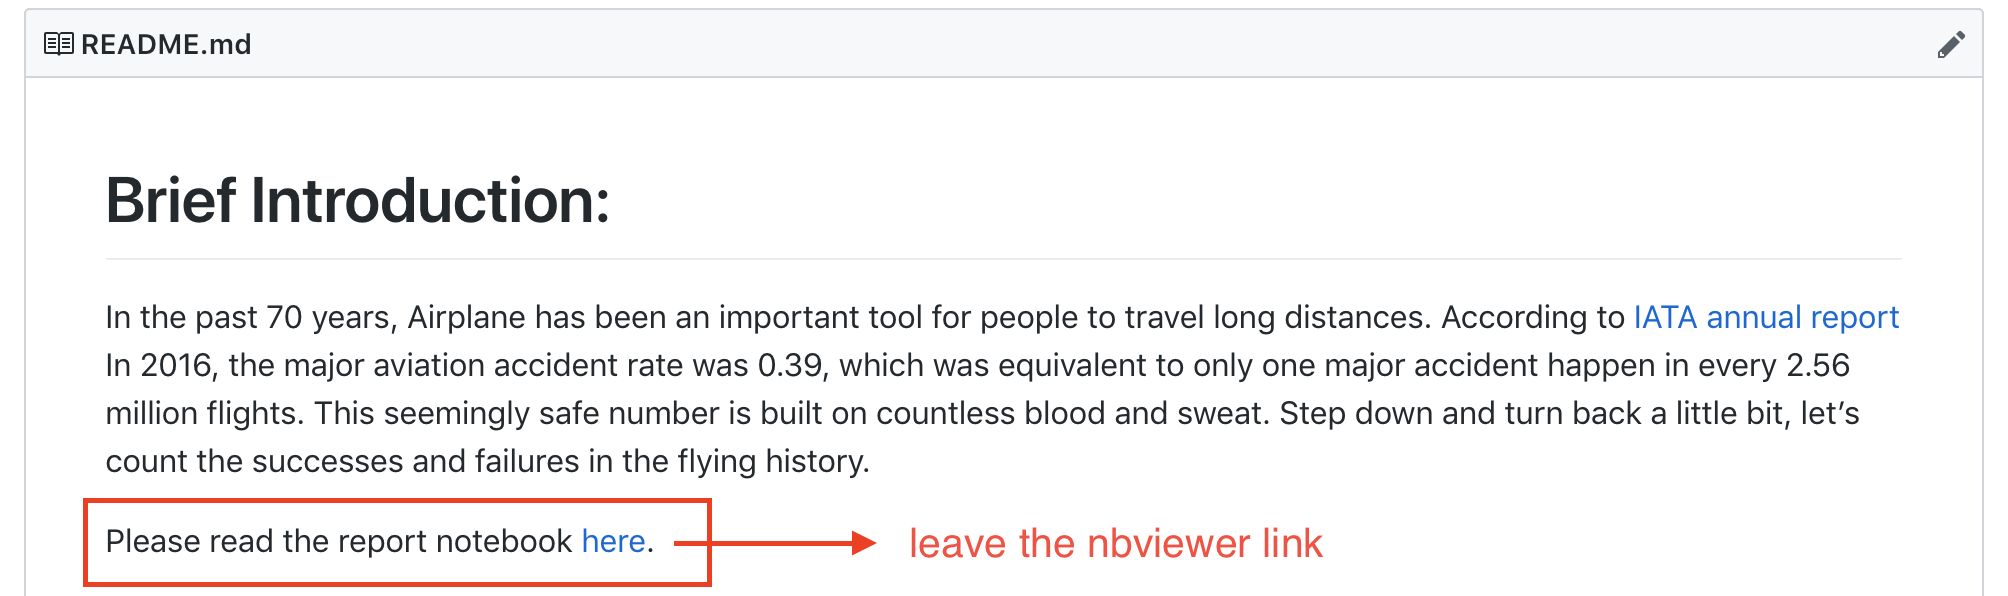 README.md
Brief Introduction:
In the past 70 years, Airplane has been an important tool for people to travel long distances. According to IATA annual report
In 2016, the major aviation accident rate was 0.39, which was equivalent to only one major accident happen in every 2.56
million flights. This seemingly safe number is built on countless blood and sweat. Step down and turn back a little bit, let’s
count the successes and failures in the flying history.
Please read the report notebook here.
leave the nbviewer link